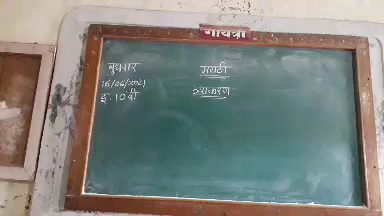 गायत्री
बुधवार
मराठी
16/06/2021
व्याकरण
इ. 10 वी